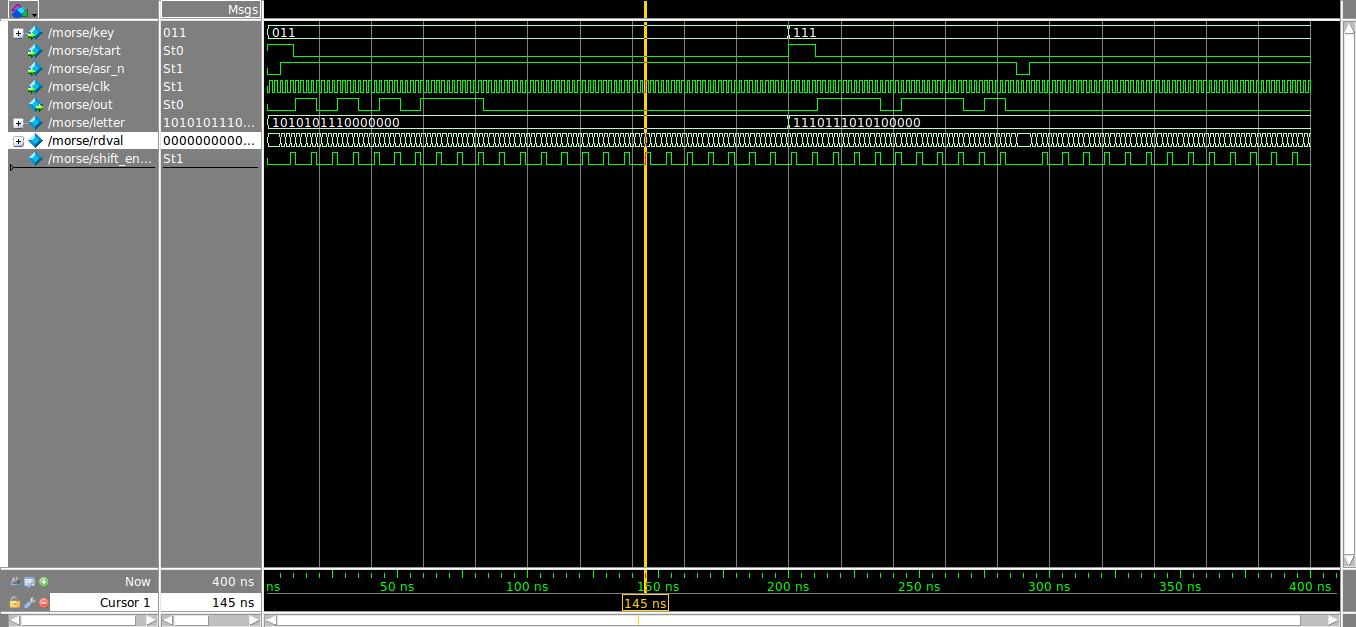 Msgs
/morse/key 011 011 111
/morse/start St0
/morse/asr_n St1
/morse/clk St1
/morse/out St0
/morse/letter 1010101110... 1010101110000000 1110111010100000
/morse/rdval 0000000000...
/morse/shift_en... St1
Now 400 ns ns 50 ns 100 ns 150 ns 200 ns 250 ns 300 ns 350 ns 400 ns
Cursor 1 145 ns 145 ns